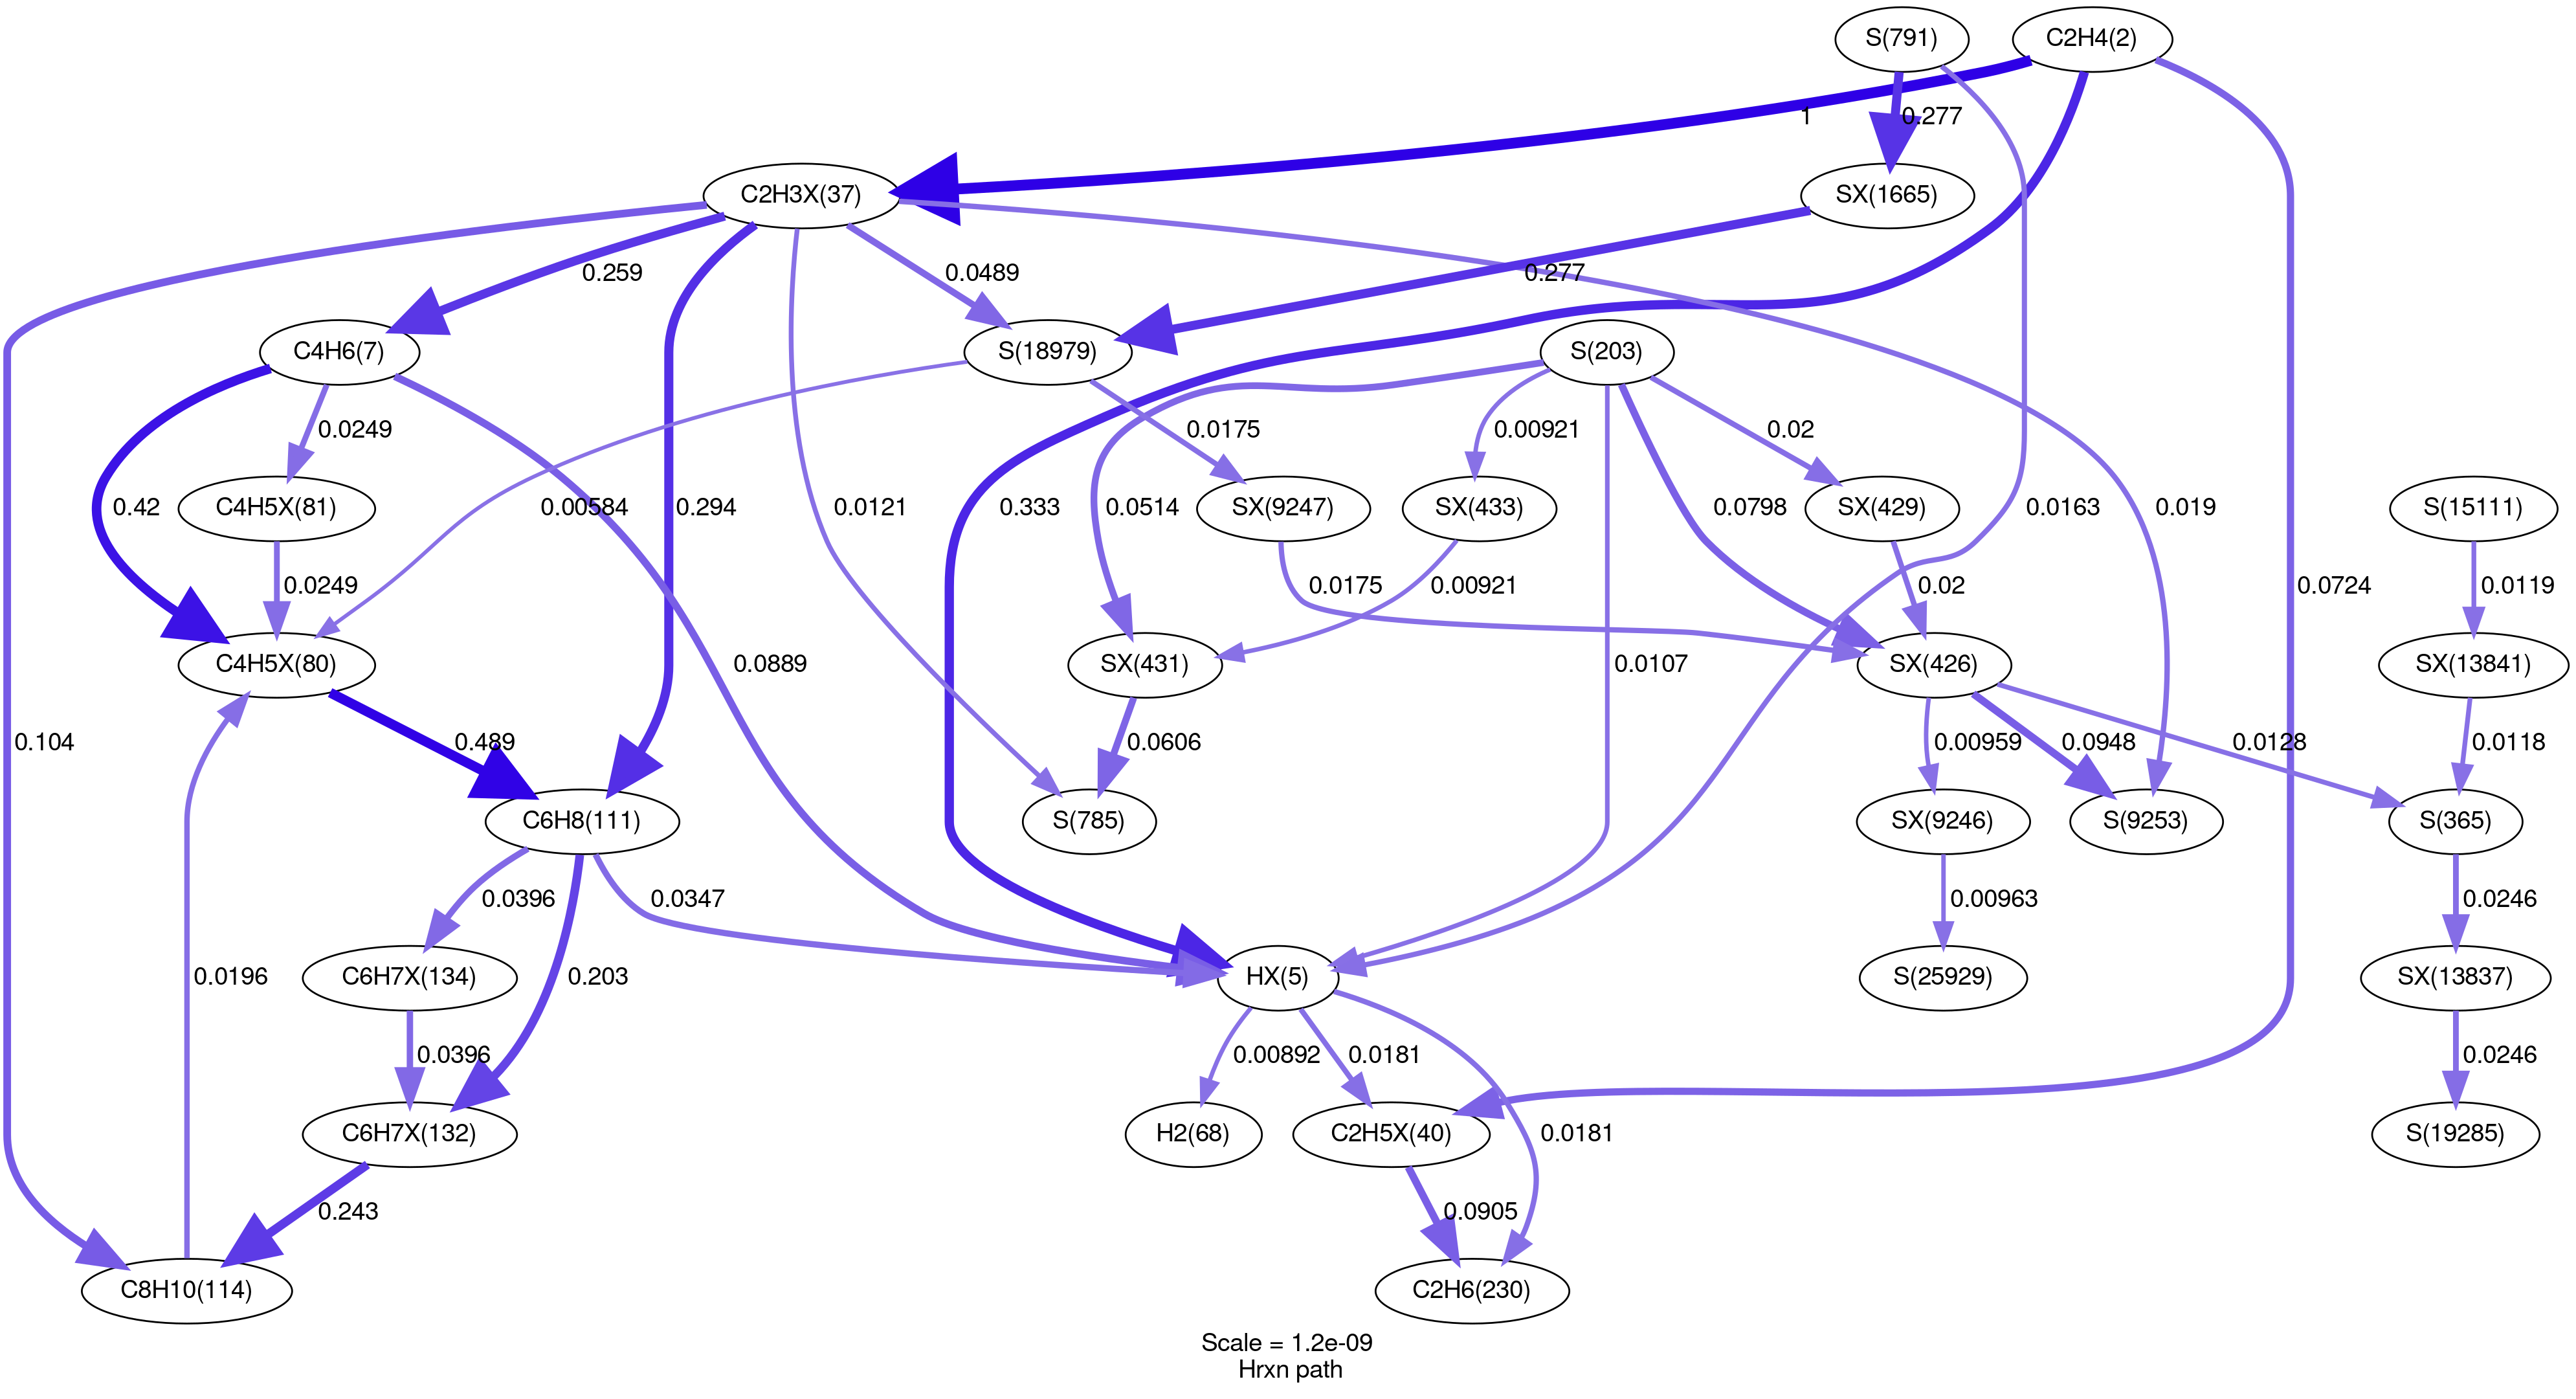 S(791)
C2H4(2)
1
0.277
C2H3X(37)
SX(1665)
0.259
0.0489
0.277
C4H6(7)
S(18979)
S(203)
0.0249
0.0175
0.00921
0.02
0.42
C4H5X(81)
0.00584
0.294
0.0121
0.333
0.0514
SX(9247)
SX(433)
0.0798
SX(429)
0.0163
0.019
S(15111)
0.0249
0.0175
0.00921
0.02
0.0724
0.0119
C4H5X(80)
0.0889
SX(431)
0.0107
SX(426)
SX(13841)
0.104
0.489
0.0606
0.00959
0.0948
0.0128
0.0118
C6H8(111)
S(785)
SX(9246)
S(9253)
S(365)
0.0396
0.0347
0.00963
0.0246
0.0196
C6H7X(134)
0.203
HX(5)
S(25929)
SX(13837)
0.0396
0.00892
0.0181
0.0246
C6H7X(132)
H2(68)
C2H5X(40)
0.0181
S(19285)
0.243
0.0905
C8H10(114)
C2H6(230)
Scale = 1.2e-09
Hrxn path